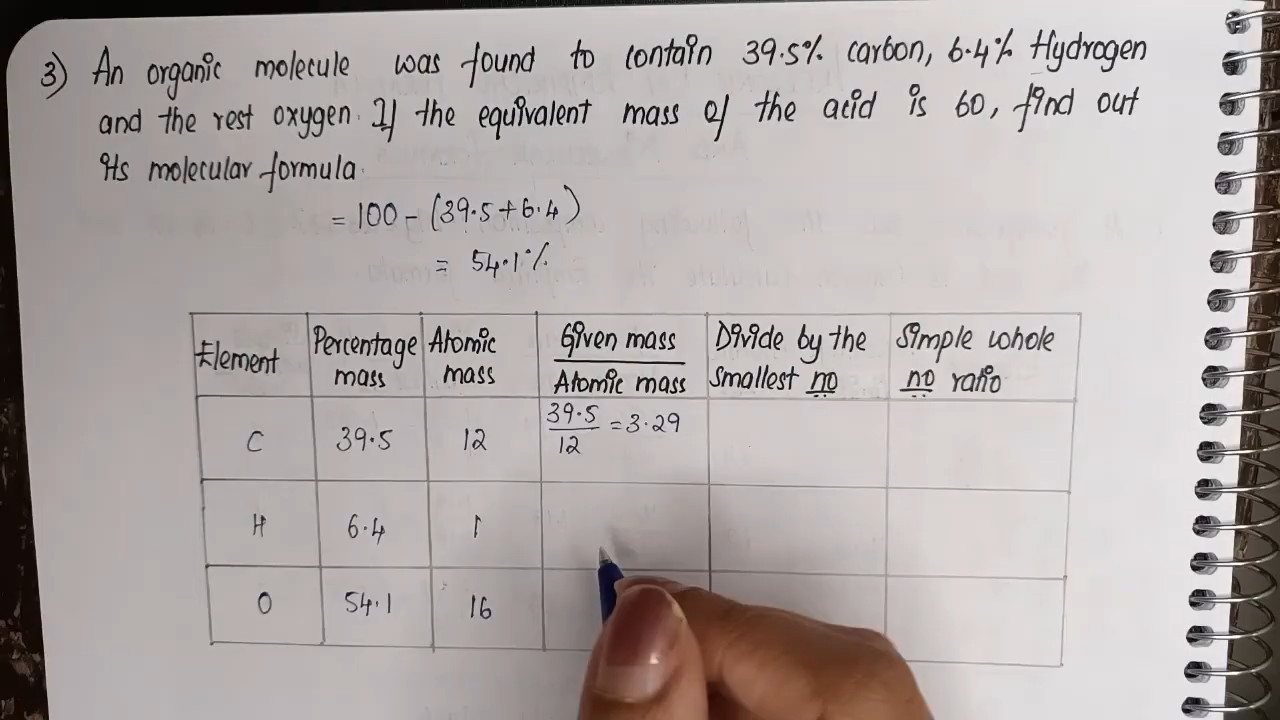 3) An organic molecule was found to contain 39.5% carbon, 6.4% Hydrogen
and the rest oxygen. If the equivalent mass of the acid is 60, find out
its molecular formula.
= 100 - (39.5+6.4)
= 54.1%
Element Percentage mass Atomic mass Given mass / Atomic mass Divide by the smallest no Simple whole no ratio
C 39.5 12 39.5/12 = 3.29
H 6.4 1
O 54.1 16